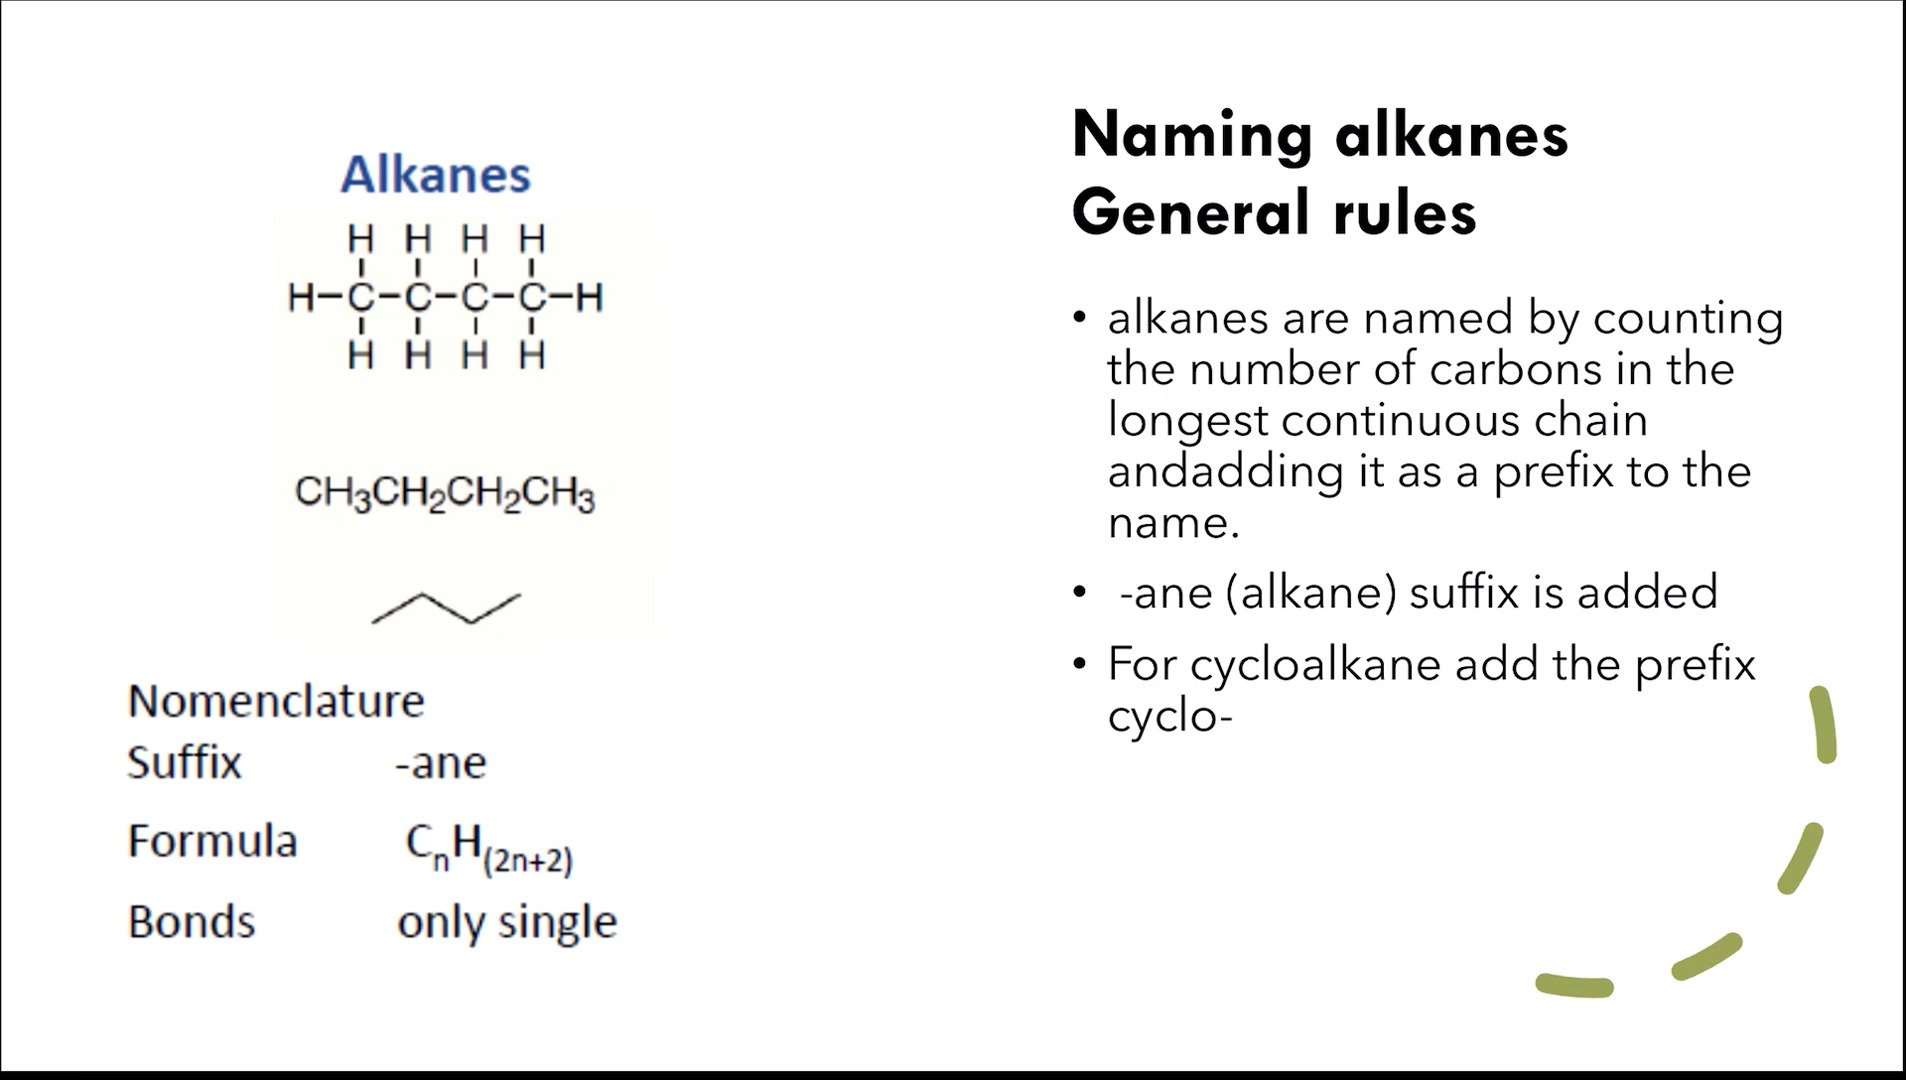 Alkanes
H H H H
H-C-C-C-C-H
H H H H
CH₃CH₂CH₂CH₃
Nomenclature
Suffix -ane
Formula CₙH₍₂ₙ₊₂₎
Bonds only single
Naming alkanes
General rules
• alkanes are named by counting
the number of carbons in the
longest continuous chain
andadding it as a prefix to the
name.
• -ane (alkane) suffix is added
• For cycloalkane add the prefix
cyclo-